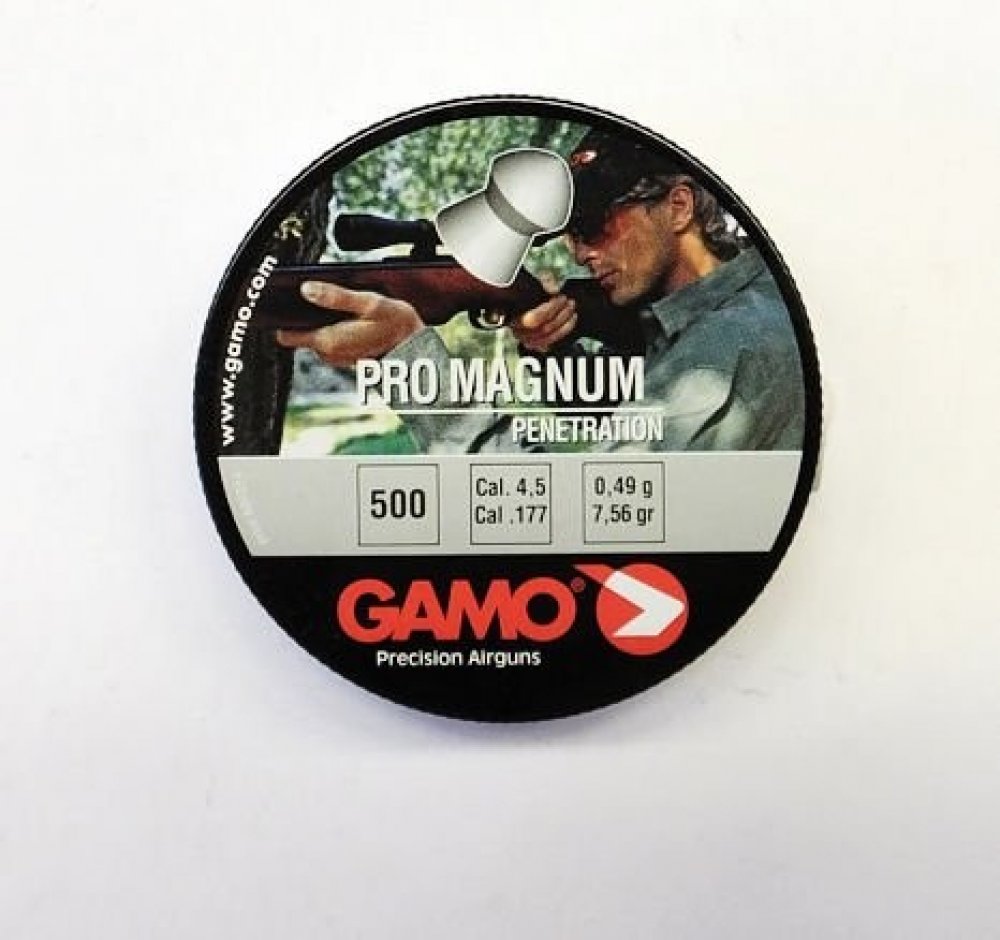 www.gamo.com
PRO MAGNUM
PENETRATION
500
Cal. 4,5
Cal .177
0,49 g
7,56 gr
GAMO®
Precision Airguns